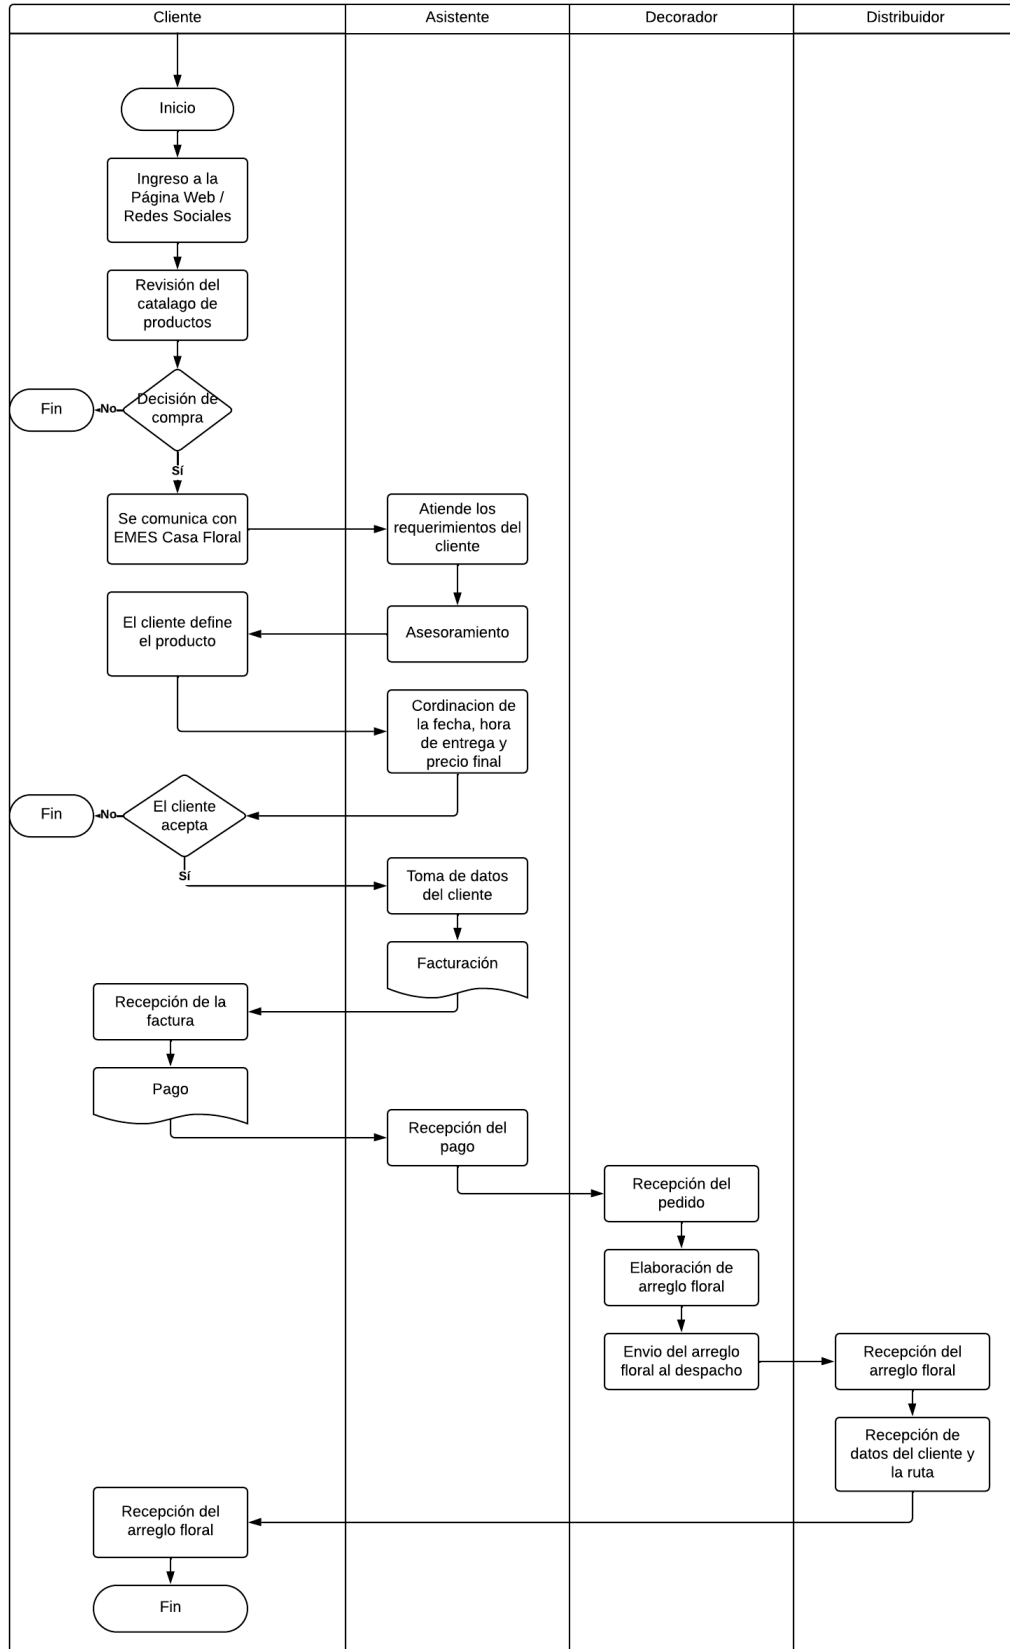 Cliente
Asistente
Decorador
Distribuidor
Inicio
Ingreso a la
Página Web /
Redes Sociales
Revisión del
catalago de
productos
Decisión de
compra
No
Fin
Sí
Se comunica con
EMES Casa Floral
Atiende los
requerimientos del
cliente
Asesoramiento
El cliente define
el producto
Cordinacion de
la fecha, hora
de entrega y
precio final
El cliente
acepta
No
Fin
Sí
Toma de datos
del cliente
Facturación
Recepción de la
factura
Pago
Recepción del
pago
Recepción del
pedido
Elaboración de
arreglo floral
Envio del arreglo
floral al despacho
Recepción del
arreglo floral
Recepción de
datos del cliente y
la ruta
Recepción del
arreglo floral
Fin